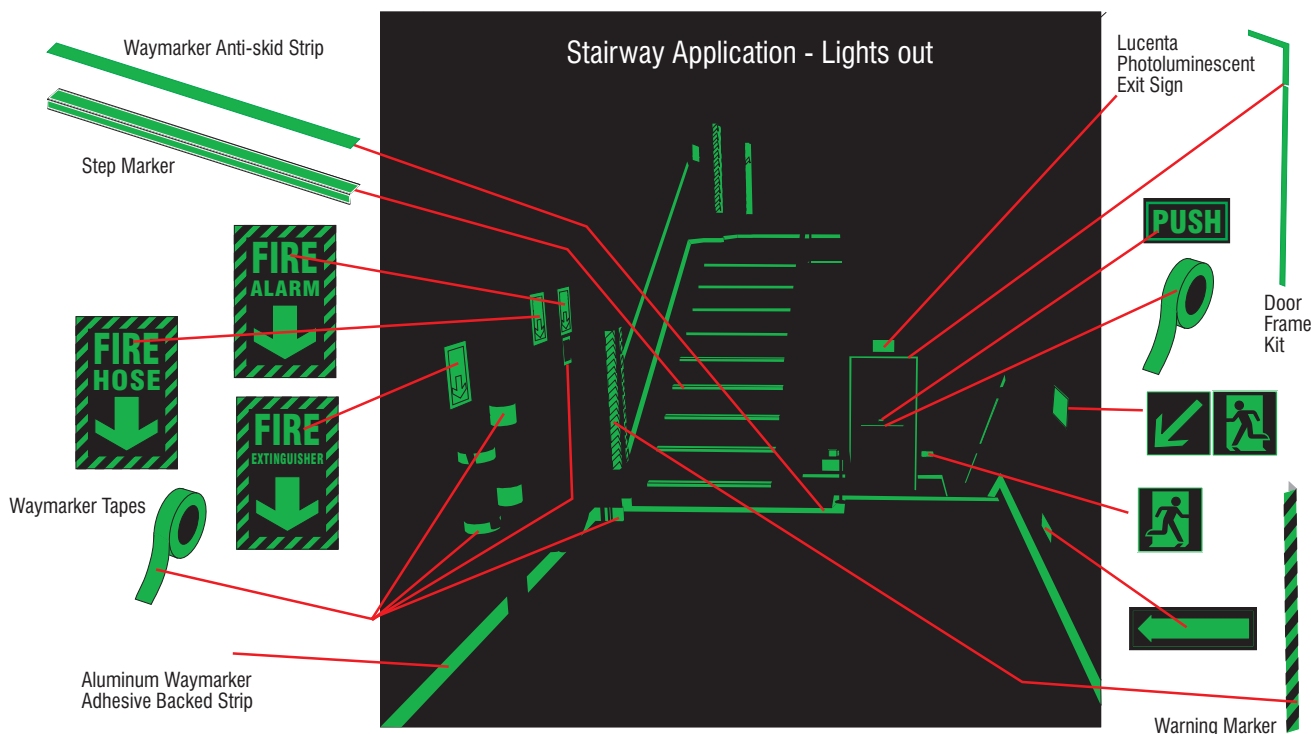 Waymarker Anti-skid Strip
Stairway Application - Lights out
Lucenta
Photoluminescent
Exit Sign
Step Marker
PUSH
FIRE
ALARM
Door
Frame
Kit
FIRE
HOSE
FIRE
EXTINGUISHER
Waymarker Tapes
Aluminum Waymarker
Adhesive Backed Strip
Warning Marker